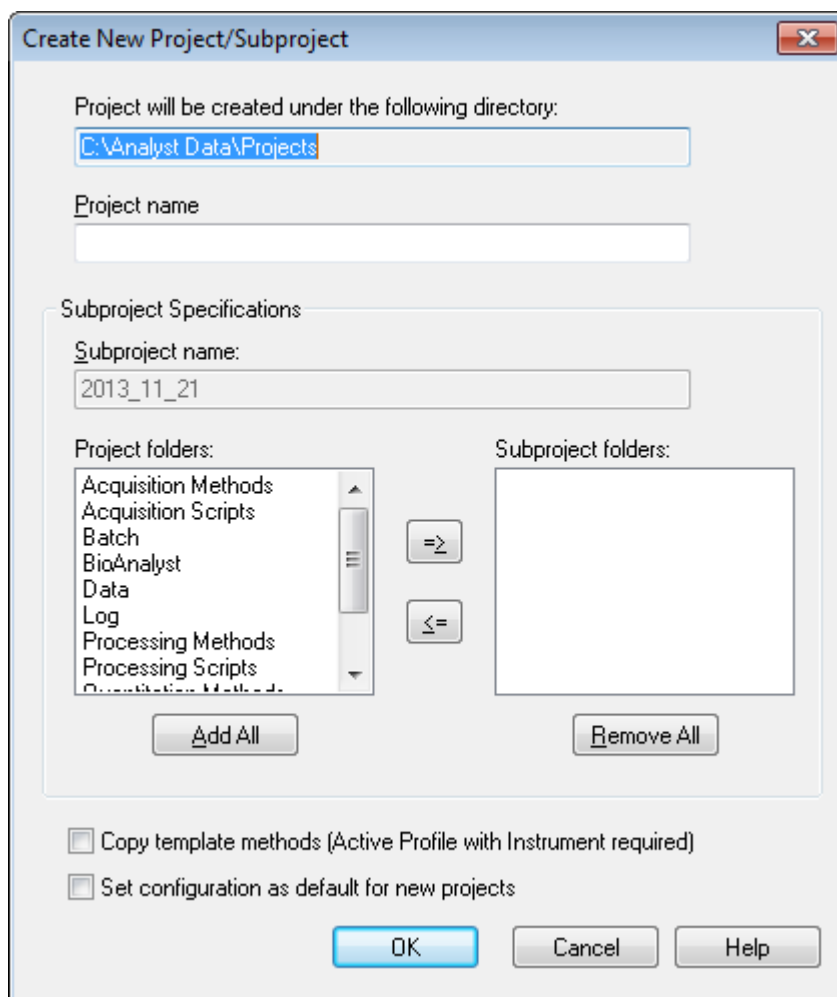 Create New Project/Subproject
Project will be created under the following directory:
C:\Analyst Data\Projects
Project name
Subproject Specifications
Subproject name:
2013_11_21
Project folders:
Subproject folders:
Acquisition Methods
Acquisition Scripts
Batch
BioAnalyst
Data
Log
Processing Methods
Processing Scripts
Quantitation Methods
=>
<=
Add All
Remove All
Copy template methods (Active Profile with Instrument required)
Set configuration as default for new projects
OK
Cancel
Help